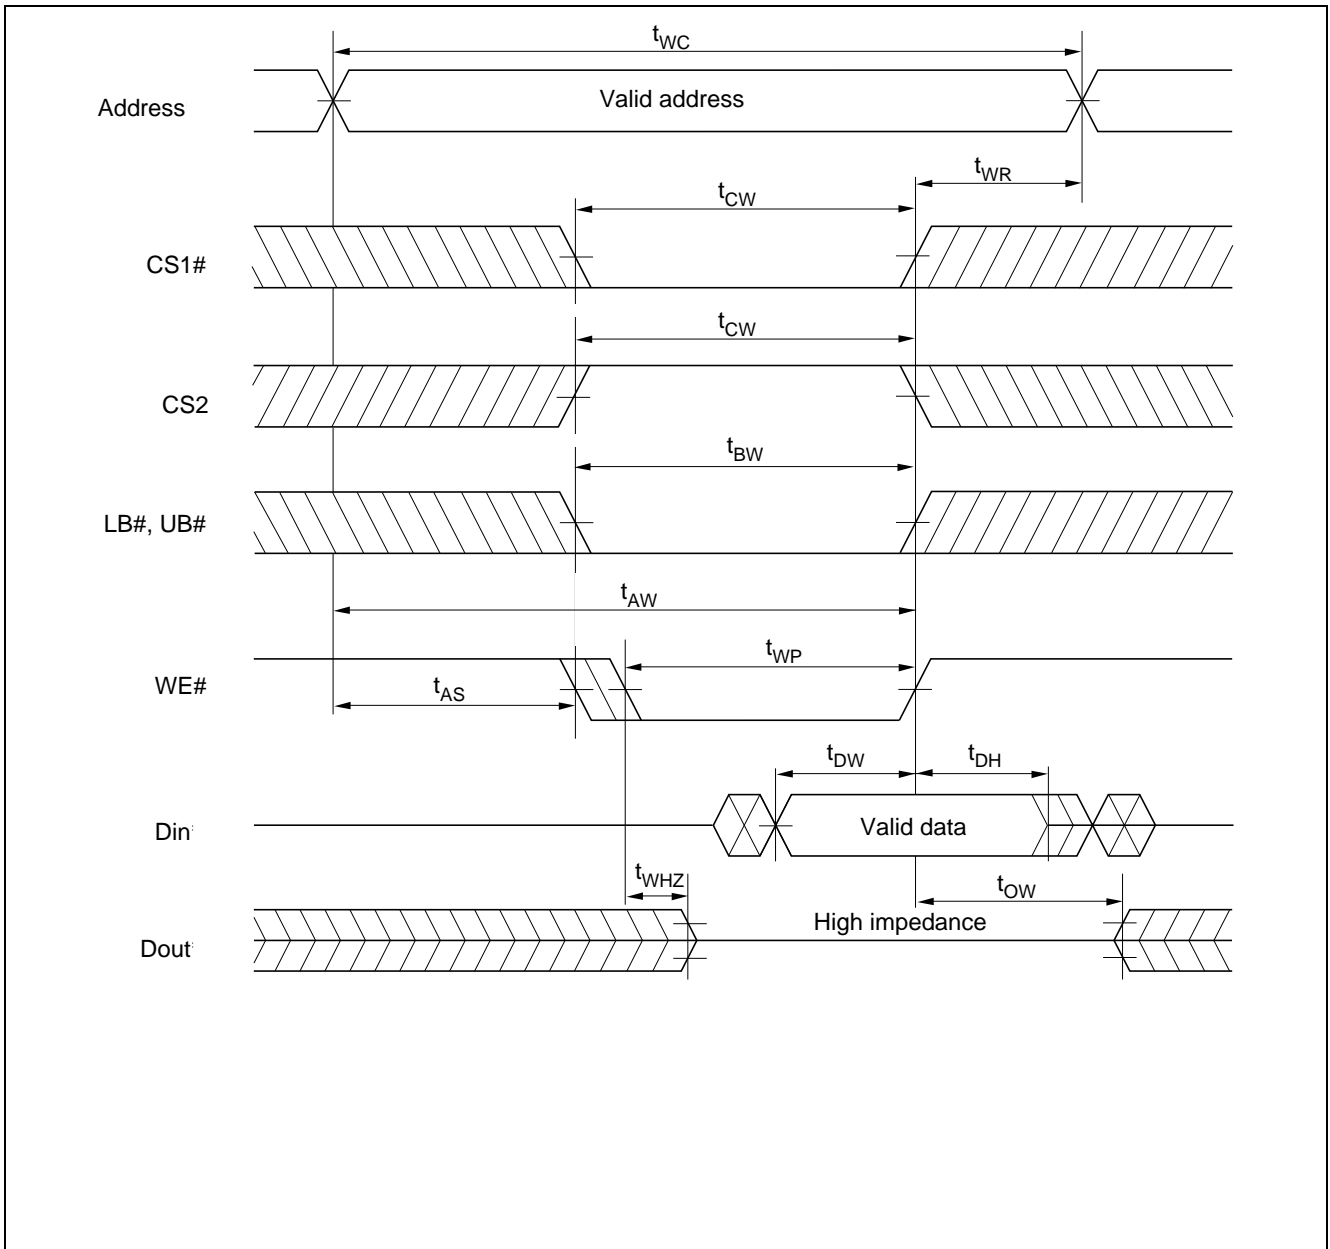 tWC
Address
Valid address
tWR
tCW
CS1#
tCW
CS2
tBW
LB#, UB#
tAW
tWP
WE#
tAS
tDW
tDH
Din
Valid data
tWHZ
tOW
High impedance
Dout